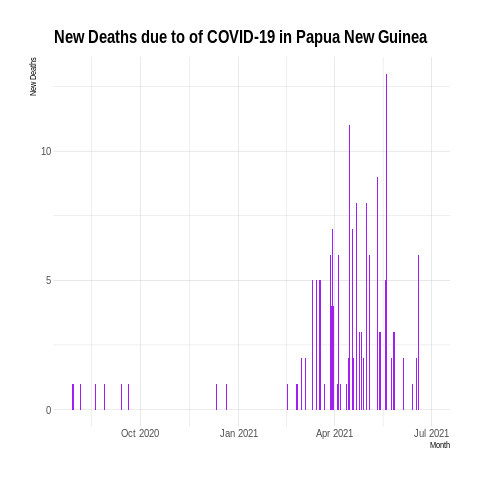 New Deaths due to of COVID-19 in Papua New Guinea
New Deaths
10
5
0
Oct 2020 Jan 2021 Apr 2021 Jul 2021
Month